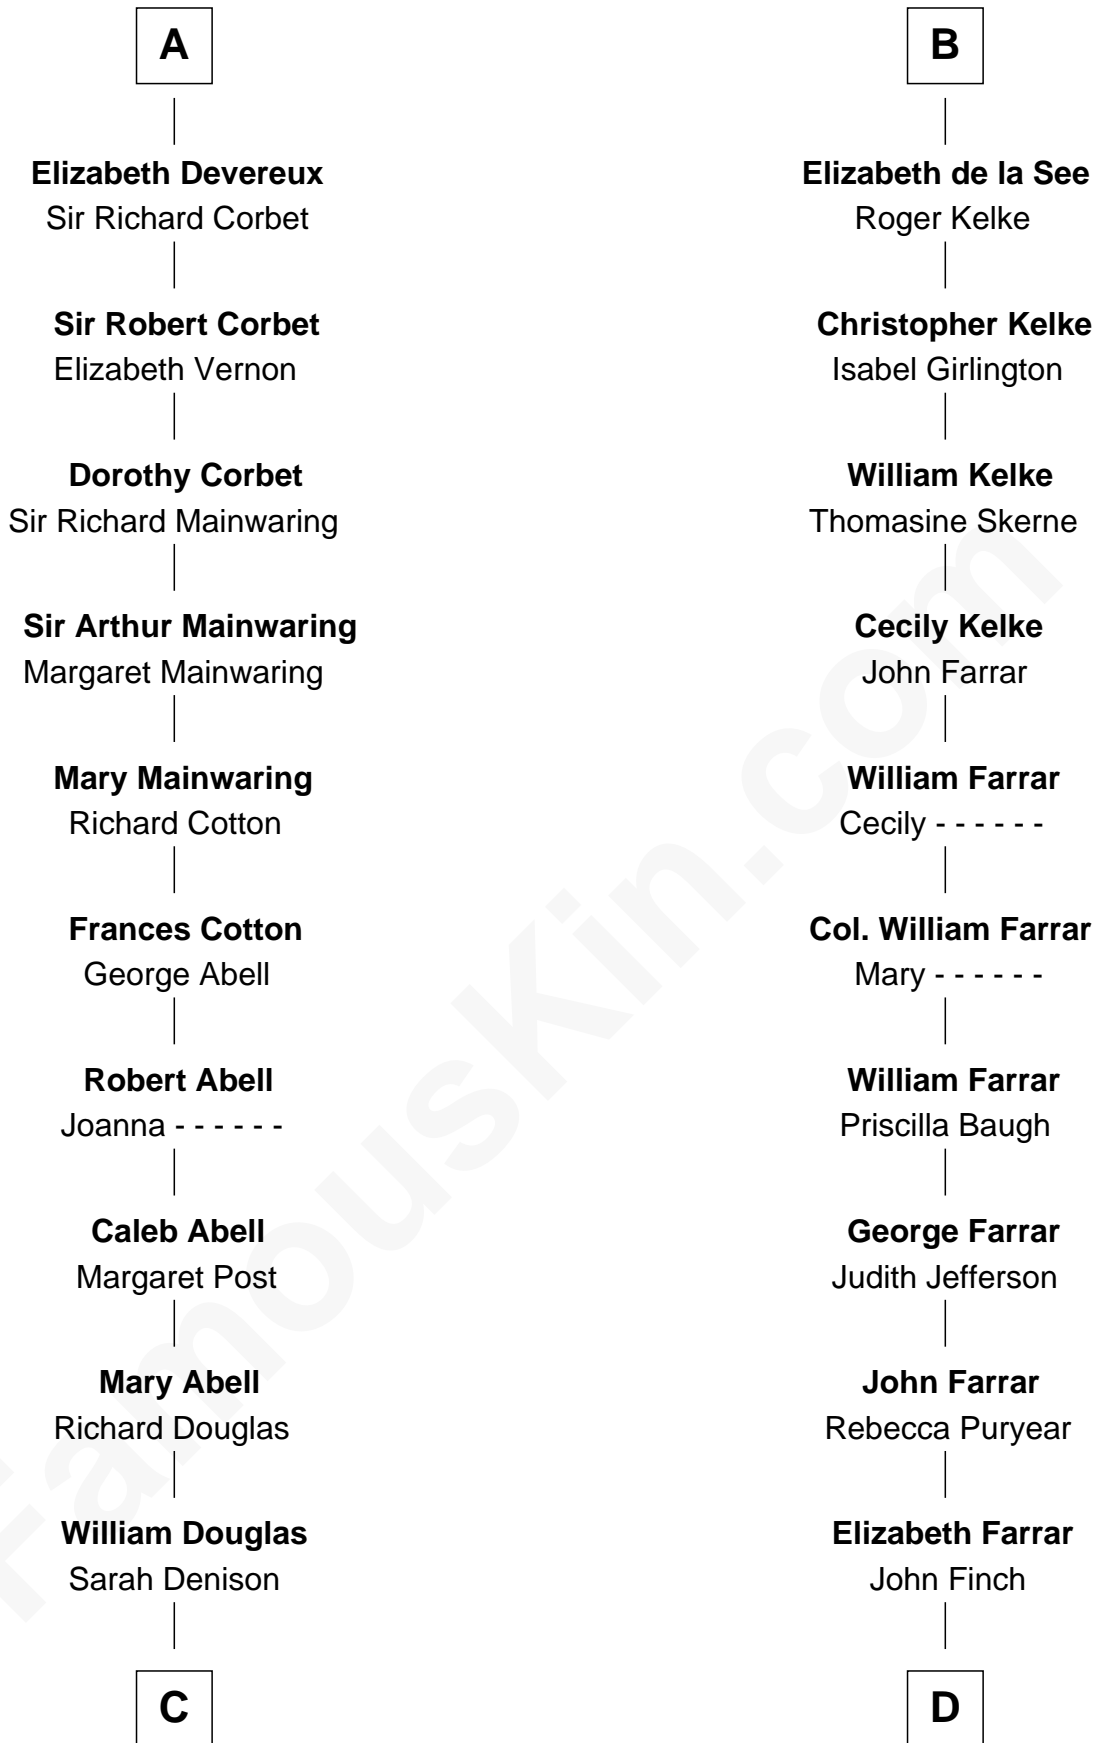 A
Elizabeth Devereux
Sir Richard Corbet
Sir Robert Corbet
Elizabeth Vernon
Dorothy Corbet
Sir Richard Mainwaring
Sir Arthur Mainwaring
Margaret Mainwaring
Mary Mainwaring
Richard Cotton
Frances Cotton
George Abell
Robert Abell
Joanna - - - - - -
Caleb Abell
Margaret Post
Mary Abell
Richard Douglas
William Douglas
Sarah Denison
C
B
Elizabeth de la See
Roger Kelke
Christopher Kelke
Isabel Girlington
William Kelke
Thomasine Skerne
Cecily Kelke
John Farrar
William Farrar
Cecily - - - - - -
Col. William Farrar
Mary - - - - - -
William Farrar
Priscilla Baugh
George Farrar
Judith Jefferson
John Farrar
Rebecca Puryear
Elizabeth Farrar
John Finch
D
FamousKin.com